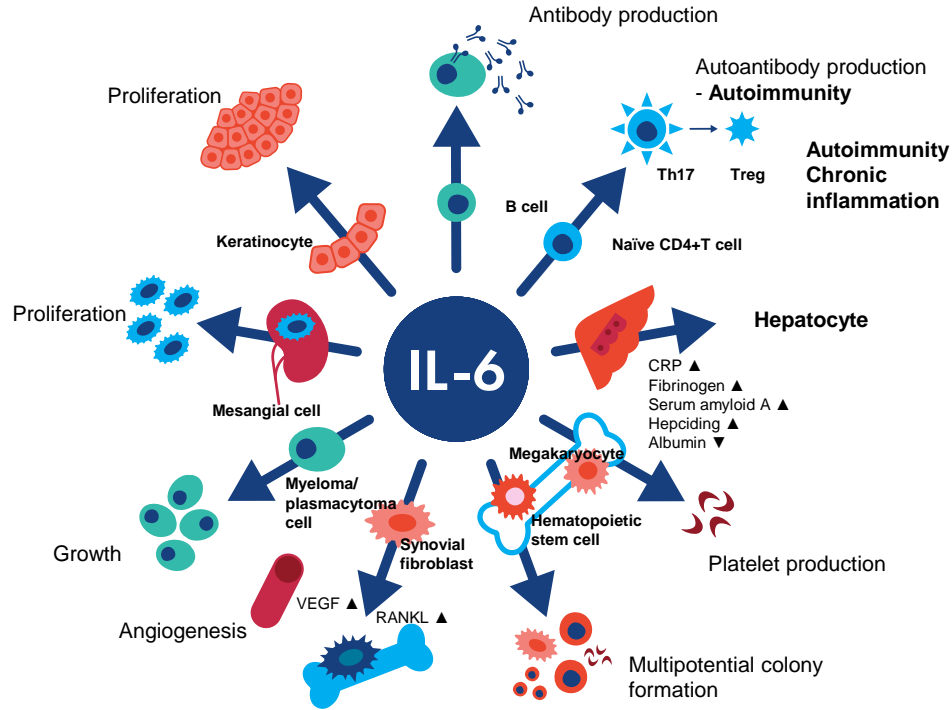 Antibody production
Autoantibody production
- Autoimmunity
Th17
Treg
Autoimmunity
Chronic
inflammation
Proliferation
Keratinocyte
B cell
Naïve CD4+T cell
Proliferation
Mesangial cell
IL-6
Hepatocyte
CRP ▲
Fibrinogen ▲
Serum amyloid A ▲
Hepciding ▲
Albumin ▼
Megakaryocyte
Hematopoietic
stem cell
Platelet production
Myeloma/
plasmacytoma
cell
Growth
Synovial
fibroblast
VEGF ▲
RANKL ▲
Angiogenesis
Multipotential colony
formation